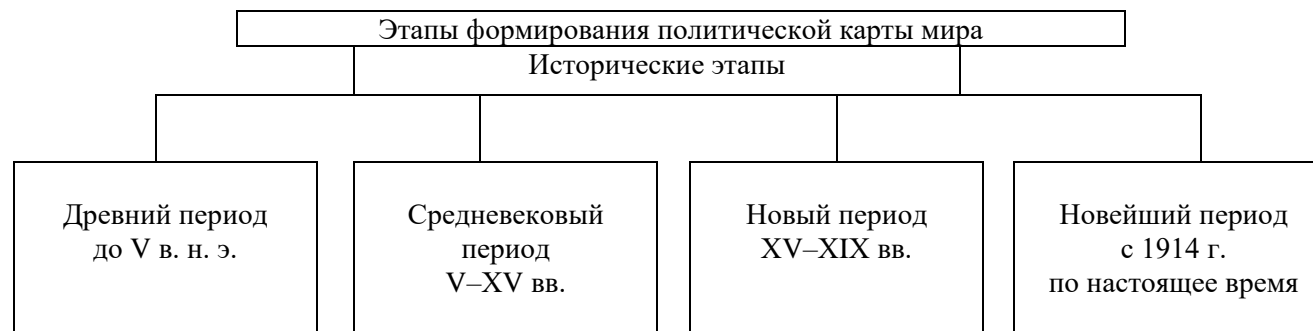 Этапы формирования политической карты мира
Исторические этапы
Древний период
до V в. н. э.
Средневековый
период
V–XV вв.
Новый период
XV–XIX вв.
Новейший период
с 1914 г.
по настоящее время